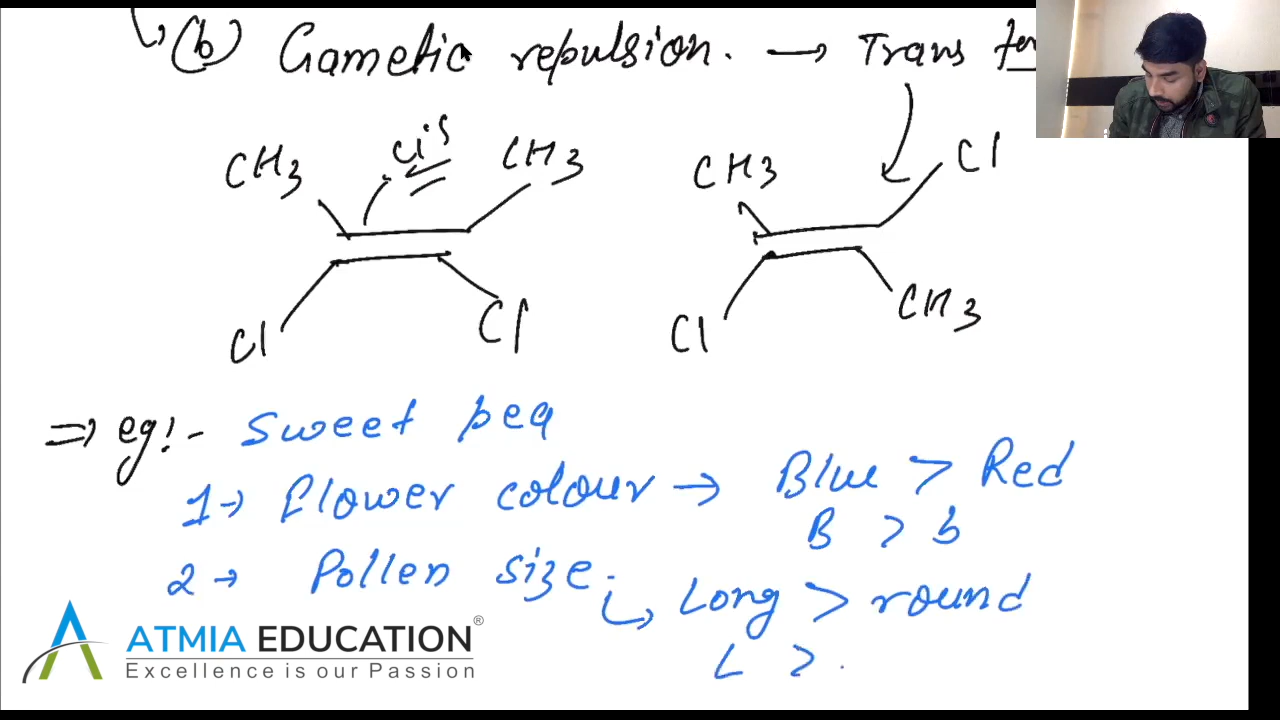 (b) Gametic repulsion. → Trans
cis
CH3 CH3 CH3 Cl
Cl Cl Cl CH3
⇒ eg:- Sweet pea
1→ Flower colour → Blue > Red
B > b
2→ Pollen size. ↳ Long > round
L >
ATMIA EDUCATION®
Excellence is our Passion